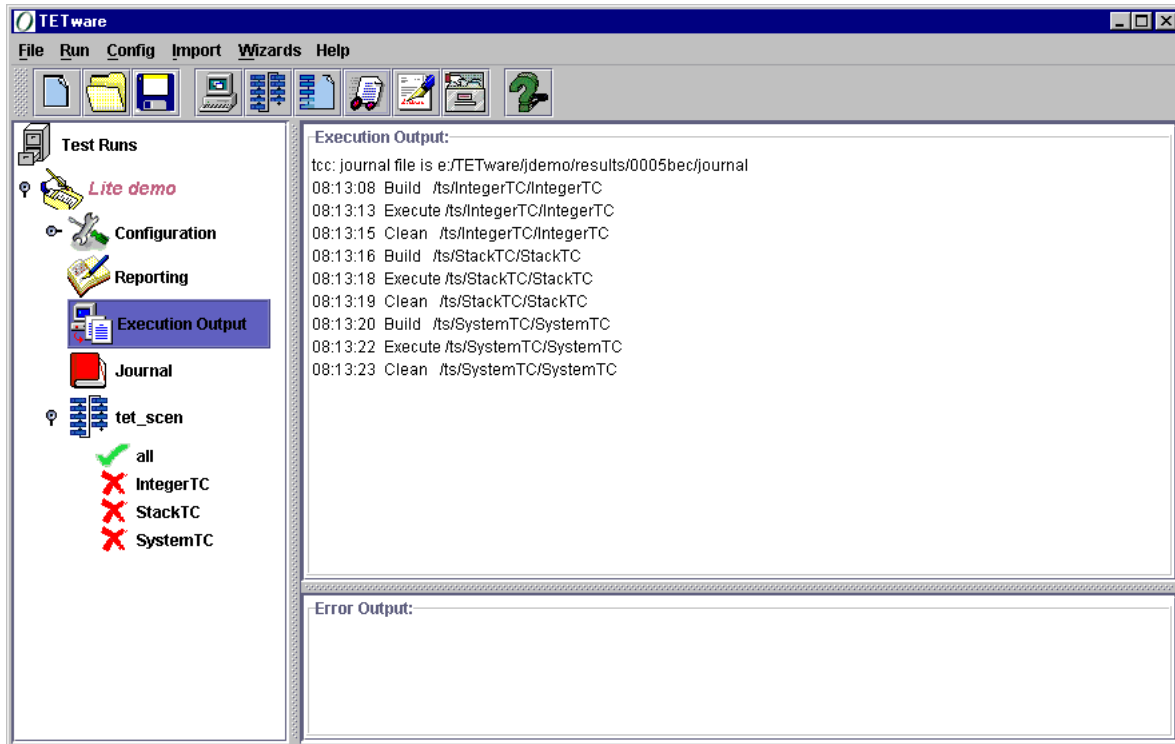 TETware
File Run Config Import Wizards Help
Test Runs
Lite demo
Configuration
Reporting
Execution Output
Journal
tet_scen
all
IntegerTC
StackTC
SystemTC
Execution Output:
tcc: journal file is e:/TETware/jdemo/results/0005bec/journal
08:13:08 Build /ts/IntegerTC/IntegerTC
08:13:13 Execute /ts/IntegerTC/IntegerTC
08:13:15 Clean /ts/IntegerTC/IntegerTC
08:13:16 Build /ts/StackTC/StackTC
08:13:18 Execute /ts/StackTC/StackTC
08:13:19 Clean /ts/StackTC/StackTC
08:13:20 Build /ts/SystemTC/SystemTC
08:13:22 Execute /ts/SystemTC/SystemTC
08:13:23 Clean /ts/SystemTC/SystemTC
Error Output: